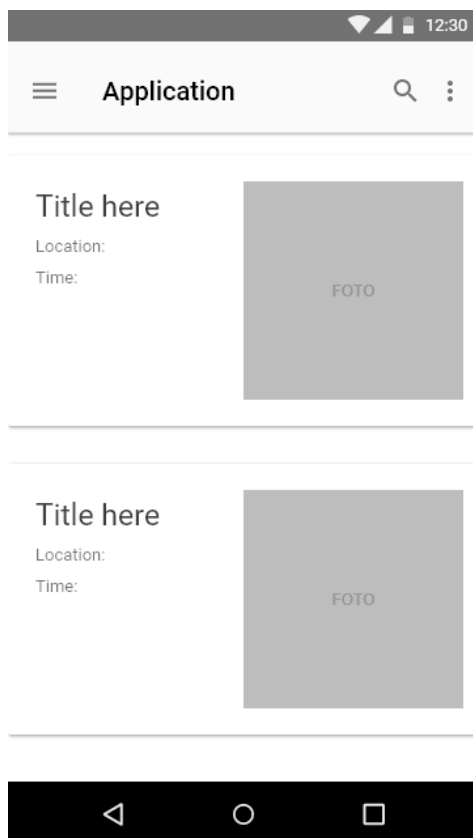 12:30
Application
Title here
Location:
Time:
FOTO
Title here
Location:
Time:
FOTO